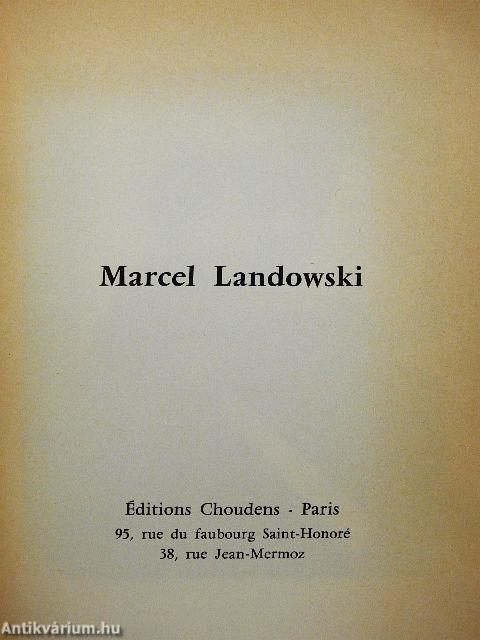 Marcel Landowski
Éditions Choudens - Paris
95, rue du faubourg Saint-Honoré
38, rue Jean-Mermoz
Antikvárium.hu